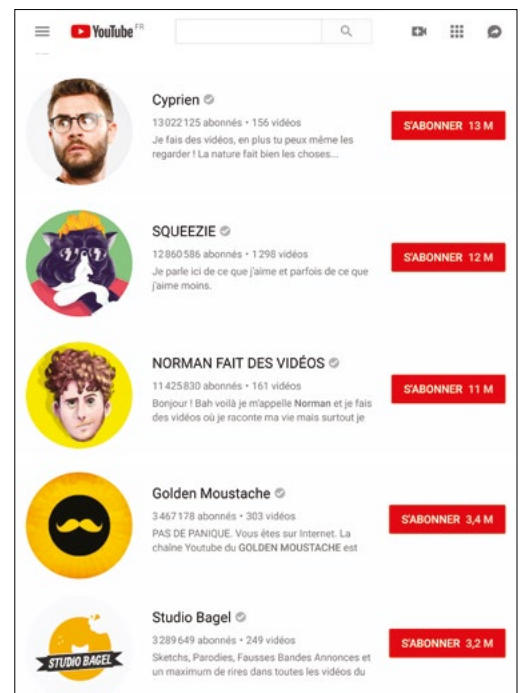 YouTube FR
Cyprien
13 022 125 abonnés • 156 vidéos
Je fais des vidéos, en plus tu peux même les
regarder ! La nature fait bien les choses...
S'ABONNER 13 M
SQUEEZIE
12 860 586 abonnés • 1 298 vidéos
Je parle ici de ce que j'aime et parfois de ce que
j'aime moins.
S'ABONNER 12 M
NORMAN FAIT DES VIDÉOS
11 425 830 abonnés • 161 vidéos
Bonjour ! Bah voilà je m'appelle Norman et je fais
des vidéos où je raconte ma vie mais surtout je
S'ABONNER 11 M
Golden Moustache
3 467 178 abonnés • 303 vidéos
PAS DE PANIQUE. Vous êtes sur Internet. La
chaîne Youtube du GOLDEN MOUSTACHE est
S'ABONNER 3,4 M
STUDIO BAGEL
Studio Bagel
3 289 649 abonnés • 249 vidéos
Sketchs, Parodies, Fausses Bandes Annonces et
un maximum de rires dans toutes les vidéos du
S'ABONNER 3,2 M